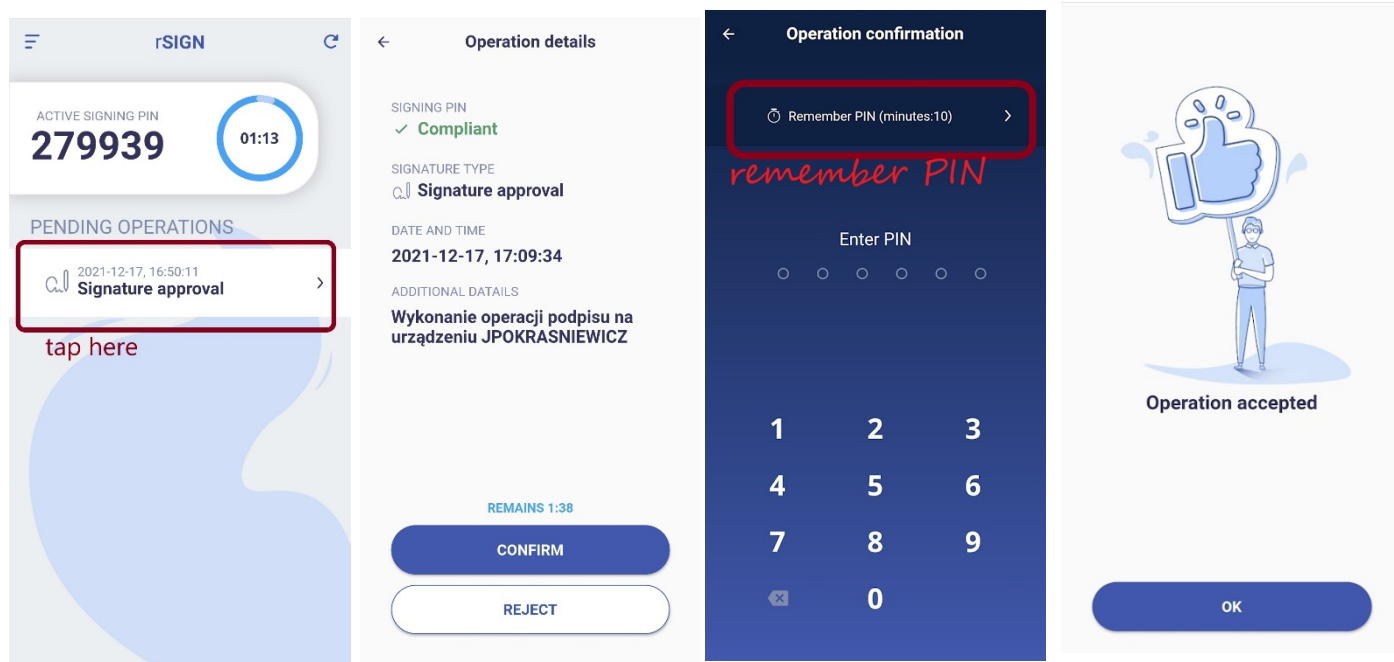 rSIGN
ACTIVE SIGNING PIN
279939
01:13
PENDING OPERATIONS
2021-12-17, 16:50:11
Signature approval
tap here
Operation details
SIGNING PIN
Compliant
SIGNATURE TYPE
Signature approval
DATE AND TIME
2021-12-17, 17:09:34
ADDITIONAL DATAILS
Wykonanie operacji podpisu na
urządzeniu JPOKRASNIEWICZ
REMAINS 1:38
CONFIRM
REJECT
Operation confirmation
Remember PIN (minutes:10)
remember PIN
Enter PIN
1 2 3
4 5 6
7 8 9
0
Operation accepted
OK